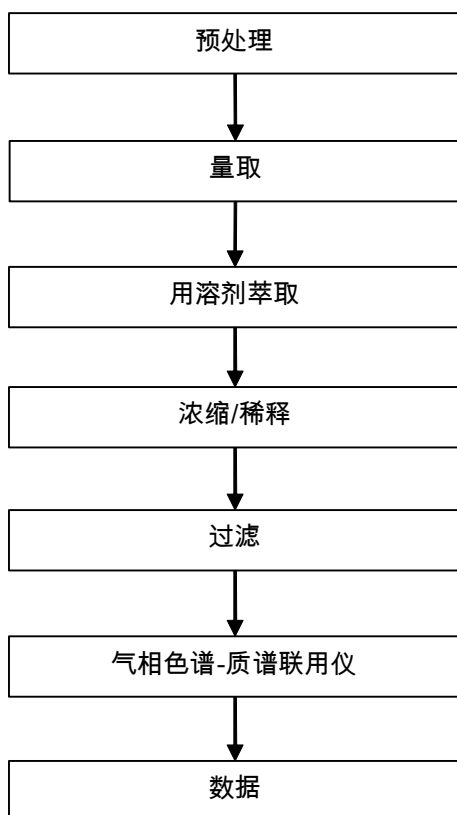 预处理
量取
用溶剂萃取
浓缩/稀释
过滤
气相色谱-质谱联用仪
数据